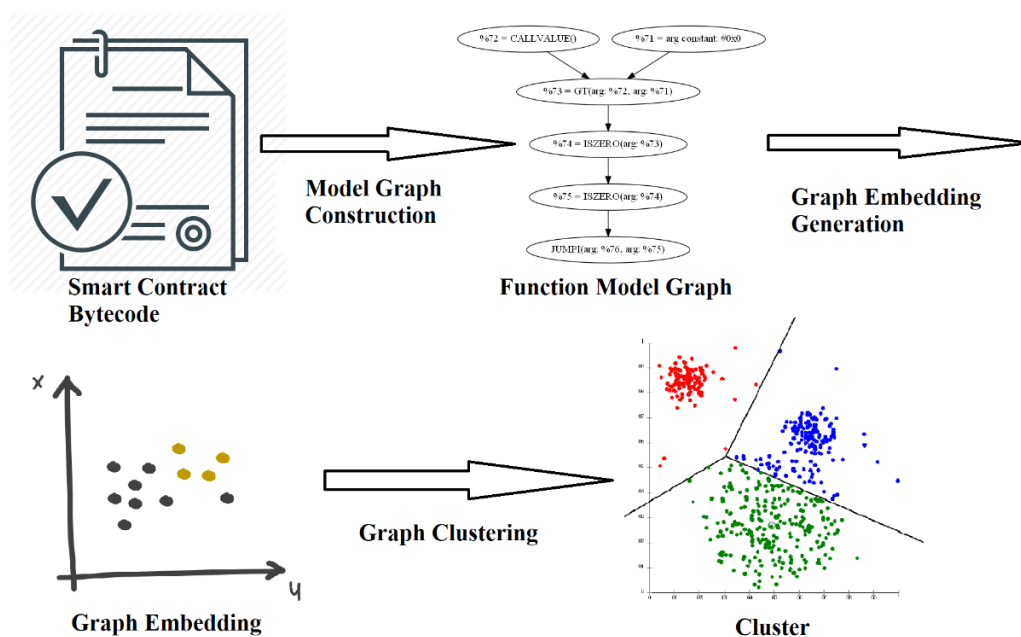 %72 = CALLVALUE()
%71 = arg constant: #0x0
%73 = GT(arg: %72, arg: %71)
%74 = ISZERO(arg: %73)
%75 = ISZERO(arg: %74)
JUMPI(arg: %76, arg: %75)
Model Graph
Construction
Graph Embedding
Generation
Smart Contract
Bytecode
Function Model Graph
x
y
Graph Clustering
1
0
Graph Embedding
Cluster